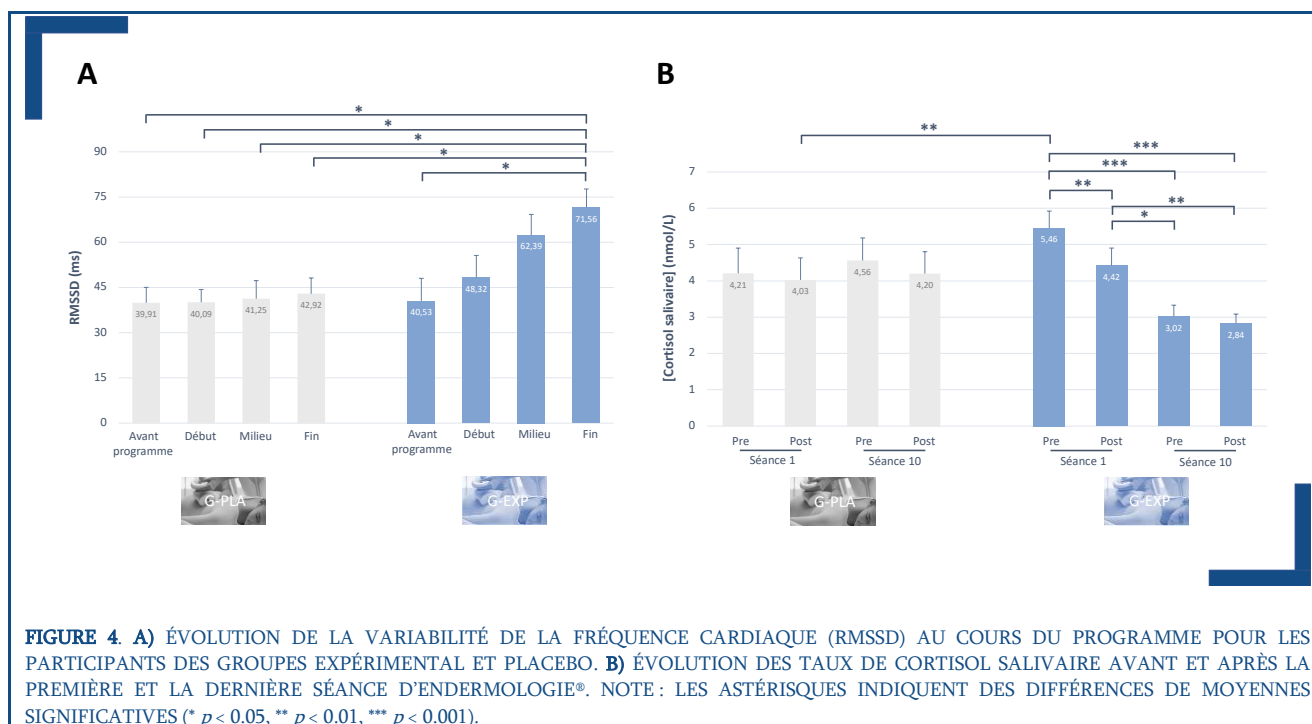 A
*
*
*
*
*
90
75
60
45
30
15
0
RMSSD (ms)
39,91
40,09
41,25
42,92
40,53
48,32
62,39
71,56
Avant programme
Début
Milieu
Fin
Avant programme
Début
Milieu
Fin
G-PLA
G-EXP
B
**
***
***
**
**
*
7
6
5
4
3
2
1
0
[Cortisol salivaire] (nmol/L)
4,21
4,03
4,56
4,20
5,46
4,42
3,02
2,84
Pre Post Pre Post
Séance 1 Séance 10
Pre Post Pre Post
Séance 1 Séance 10
G-PLA
G-EXP
FIGURE 4. A) ÉVOLUTION DE LA VARIABILITÉ DE LA FRÉQUENCE CARDIAQUE (RMSSD) AU COURS DU PROGRAMME POUR LES
PARTICIPANTS DES GROUPES EXPÉRIMENTAL ET PLACEBO. B) ÉVOLUTION DES TAUX DE CORTISOL SALIVAIRE AVANT ET APRÈS LA
PREMIÈRE ET LA DERNIÈRE SÉANCE D'ENDERMOLOGIE®. NOTE : LES ASTÉRISQUES INDIQUENT DES DIFFÉRENCES DE MOYENNES
SIGNIFICATIVES (* p < 0.05, ** p < 0.01, *** p < 0.001).